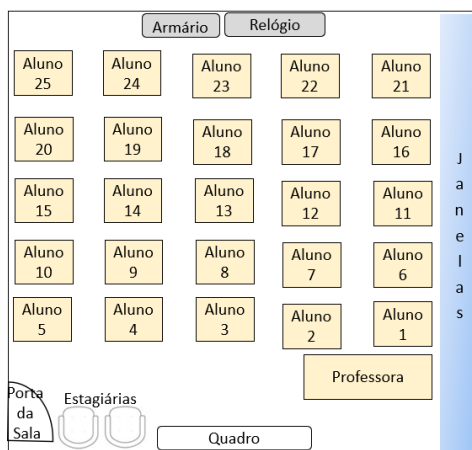 Armário
Relógio
Aluno
25
Aluno
24
Aluno
23
Aluno
22
Aluno
21
Aluno
20
Aluno
19
Aluno
18
Aluno
17
Aluno
16
Aluno
15
Aluno
14
Aluno
13
Aluno
12
Aluno
11
Aluno
10
Aluno
9
Aluno
8
Aluno
7
Aluno
6
Aluno
5
Aluno
4
Aluno
3
Aluno
2
Aluno
1
J
a
n
e
l
a
s
Professora
Porta
da
Sala
Estagiárias
Quadro